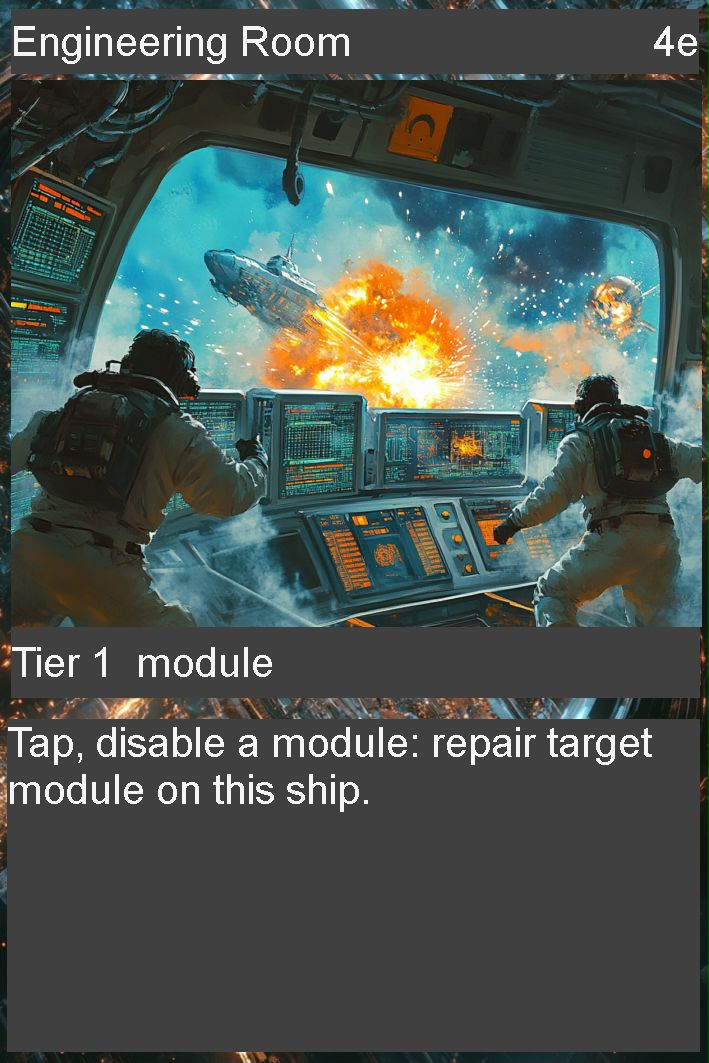 Engineering Room 4e
Tier 1  module
Tap, disable a module: repair target
module on this ship.